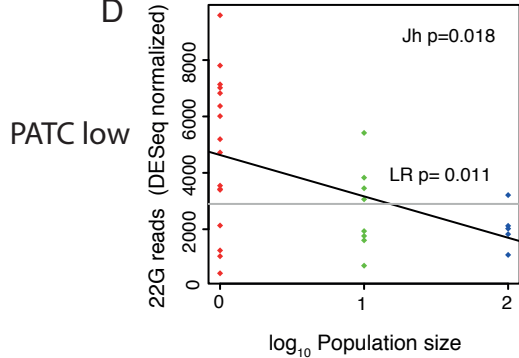 D
Jh p=0.018
PATC low
22G reads (DESeq normalized)
8000
6000
4000
2000
0
LR p= 0.011
0 1 2
log10 Population size